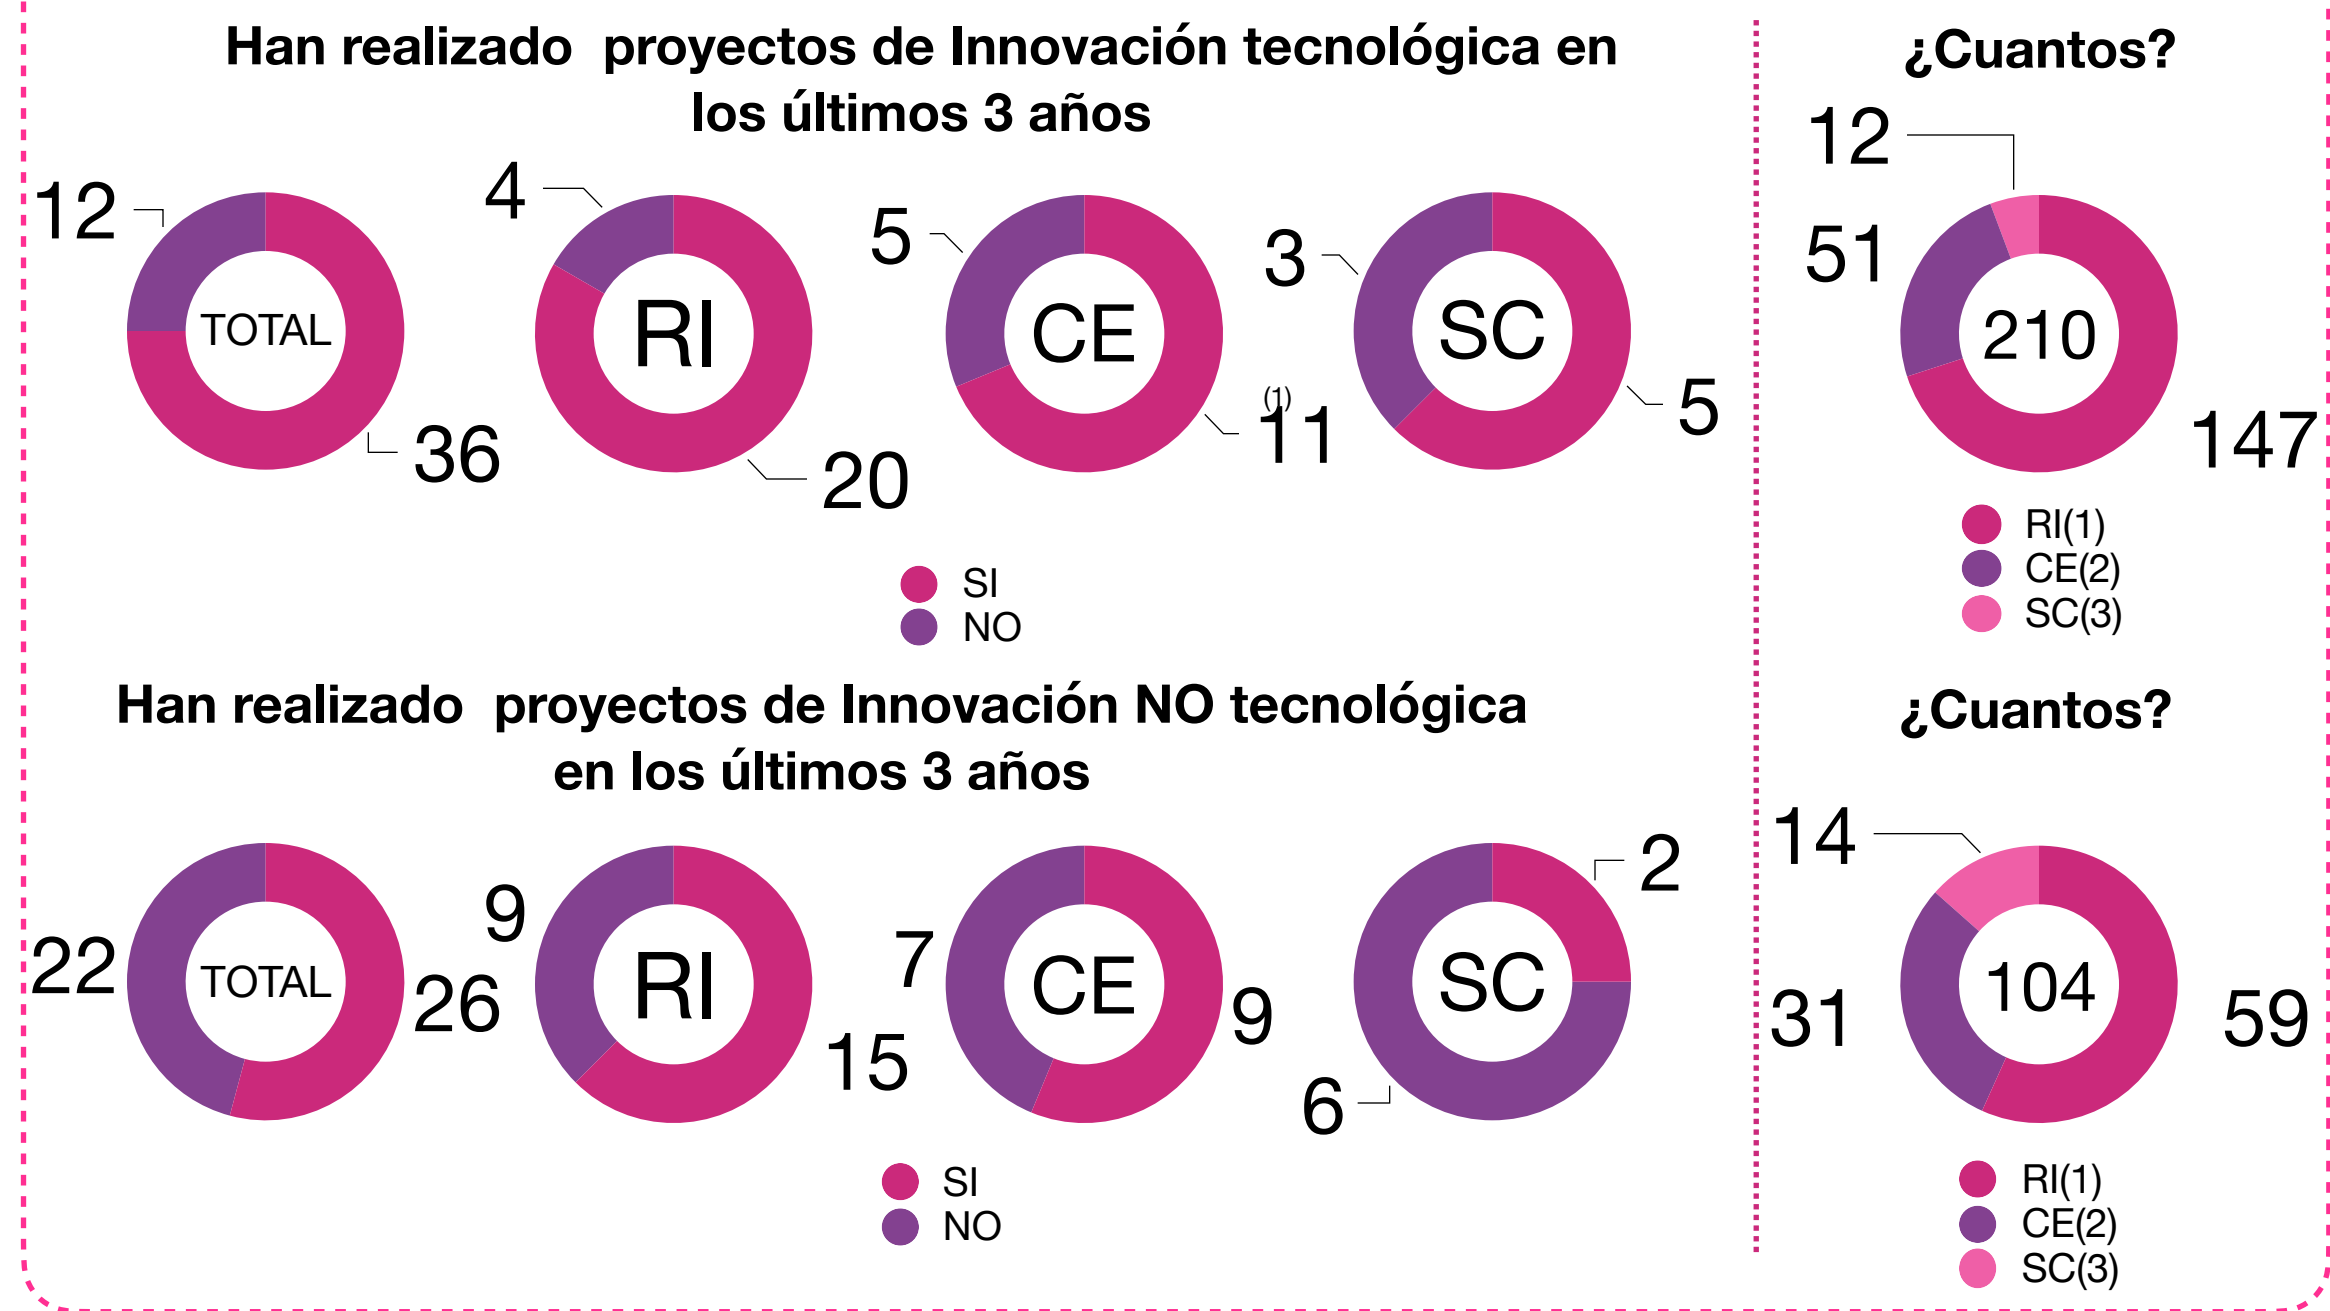 Han realizado proyectos de Innovación tecnológica en
los últimos 3 años
12
36
TOTAL
4
20
RI
5
(1)
11
CE
3
5
SC
SI
NO
¿Cuantos?
12
51
147
210
RI(1)
CE(2)
SC(3)
Han realizado proyectos de Innovación NO tecnológica
en los últimos 3 años
22
26
TOTAL
9
15
RI
7
9
CE
2
6
SC
SI
NO
¿Cuantos?
14
31
59
104
RI(1)
CE(2)
SC(3)